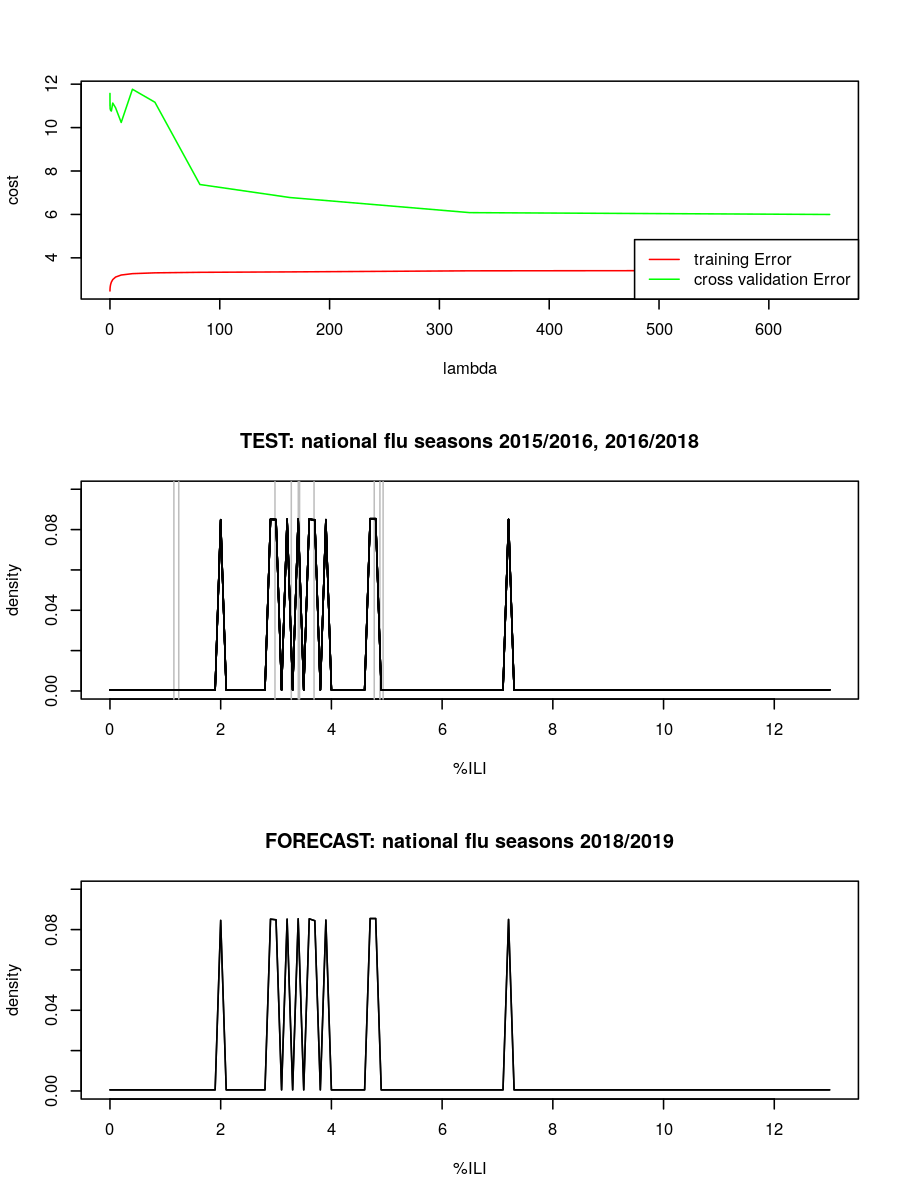 12
10
8
6
4
cost
training Error
cross validation Error
0 100 200 300 400 500 600
lambda
TEST: national flu seasons 2015/2016, 2016/2018
0.08
0.04
0.00
density
0 2 4 6 8 10 12
%ILI
FORECAST: national flu seasons 2018/2019
0.08
0.04
0.00
density
0 2 4 6 8 10 12
%ILI